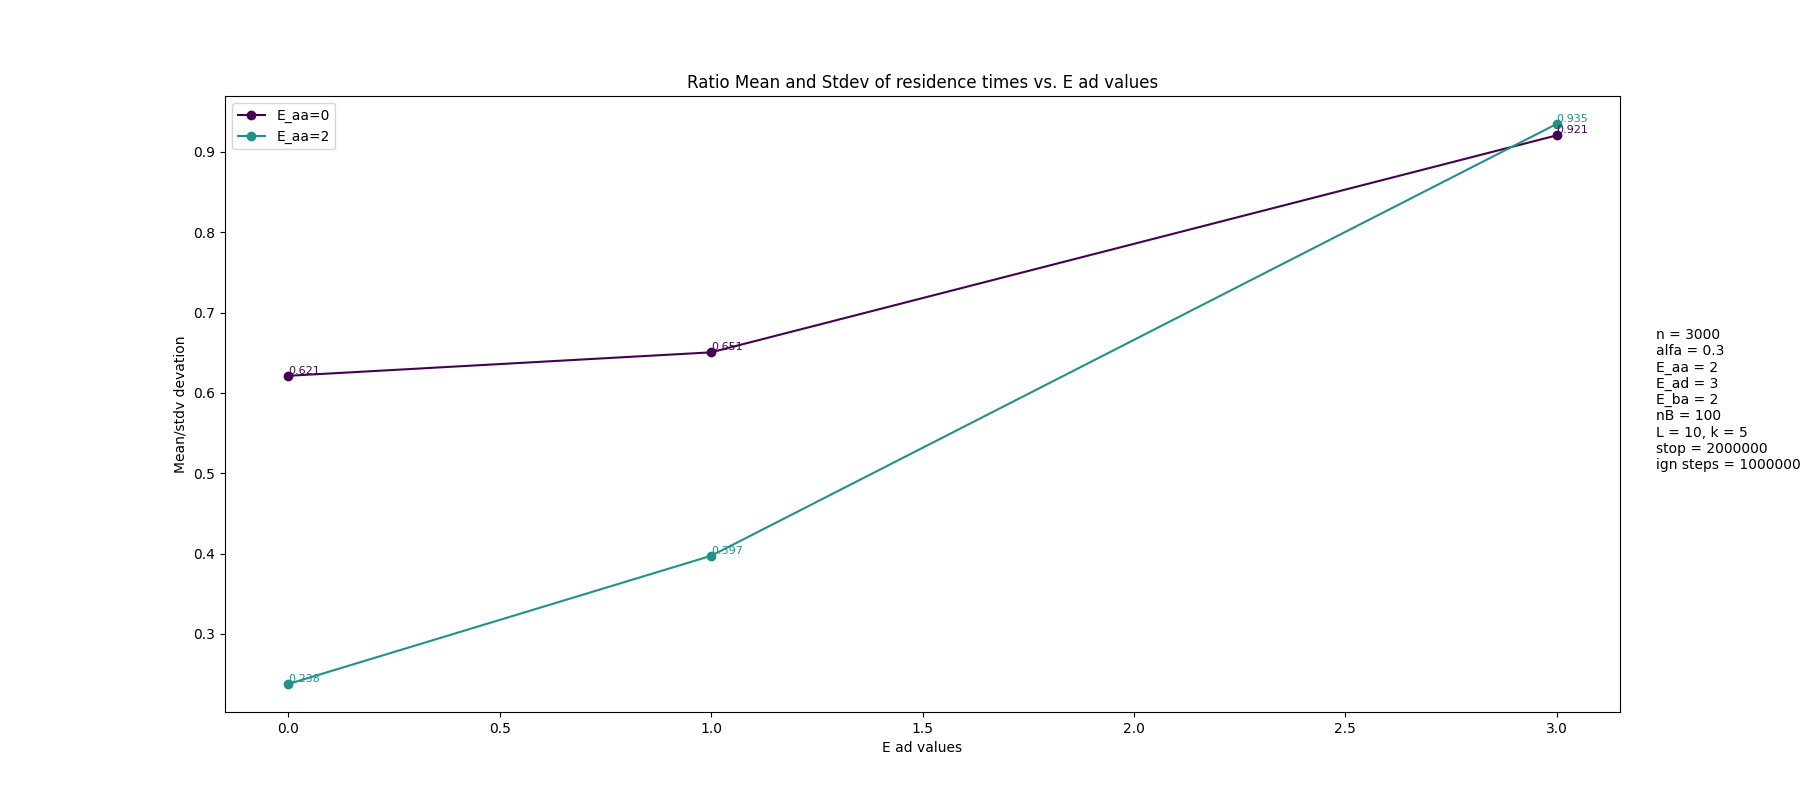 Ratio Mean and Stdev of residence times vs. E ad values
E_aa=0
E_aa=2
0.935
0.921
0.651
0.621
0.397
0.238
0.9
0.8
0.7
0.6
0.5
0.4
0.3
Mean/stdv devation
0.0 0.5 1.0 1.5 2.0 2.5 3.0
E ad values
n = 3000
alfa = 0.3
E_aa = 2
E_ad = 3
E_ba = 2
nB = 100
L = 10, k = 5
stop = 2000000
ign steps = 1000000